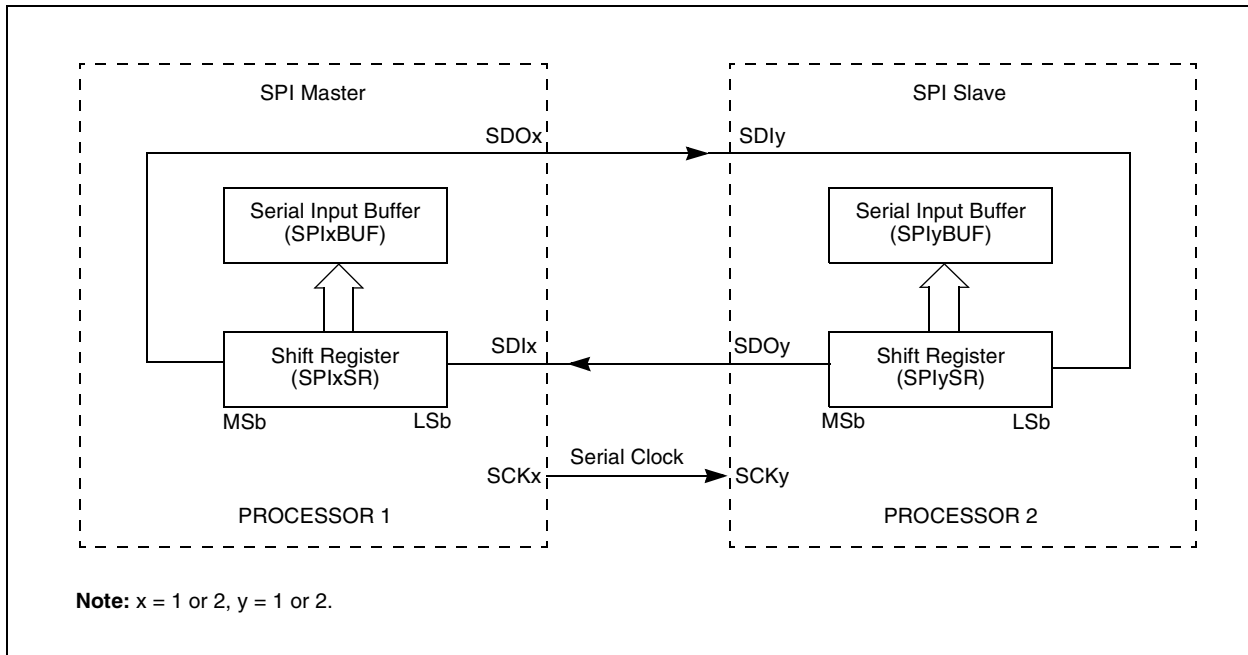 SPI Master
SPI Slave
SDOx
SDIy
Serial Input Buffer
(SPIxBUF)
Serial Input Buffer
(SPIyBUF)
Shift Register
(SPIxSR)
MSb
LSb
SDIx
SDOy
Shift Register
(SPIySR)
MSb
LSb
SCKx
Serial Clock
SCKy
PROCESSOR 1
PROCESSOR 2
Note: x = 1 or 2, y = 1 or 2.